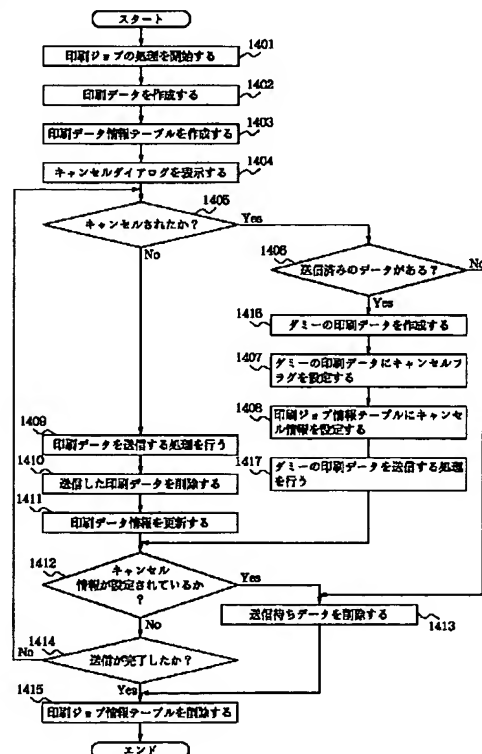 スタート
1401
印刷ジョブの処理を開始する
1402
印刷データを作成する
1403
印刷データ情報テーブルを作成する
1404
キャンセルダイアログを表示する
1405
キャンセルされたか?
Yes
No
1406
送信済みのデータがある?
No
Yes
1416
ダミーの印刷データを作成する
1407
ダミーの印刷データにキャンセルフ
ラグを設定する
1408
印刷ジョブ情報テーブルにキャンセ
ル情報を設定する
1409
印刷データを送信する処理を行う
1410
送信した印刷データを削除する
1417
ダミーの印刷データを送信する処理
を行う
1411
印刷データ情報を更新する
1412
キャンセル
情報が設定されているか
?
Yes
No
送信待ちデータを削除する
1413
1414
No
送信が完了したか?
Yes
1415
印刷ジョブ情報テーブルを削除する
エンド